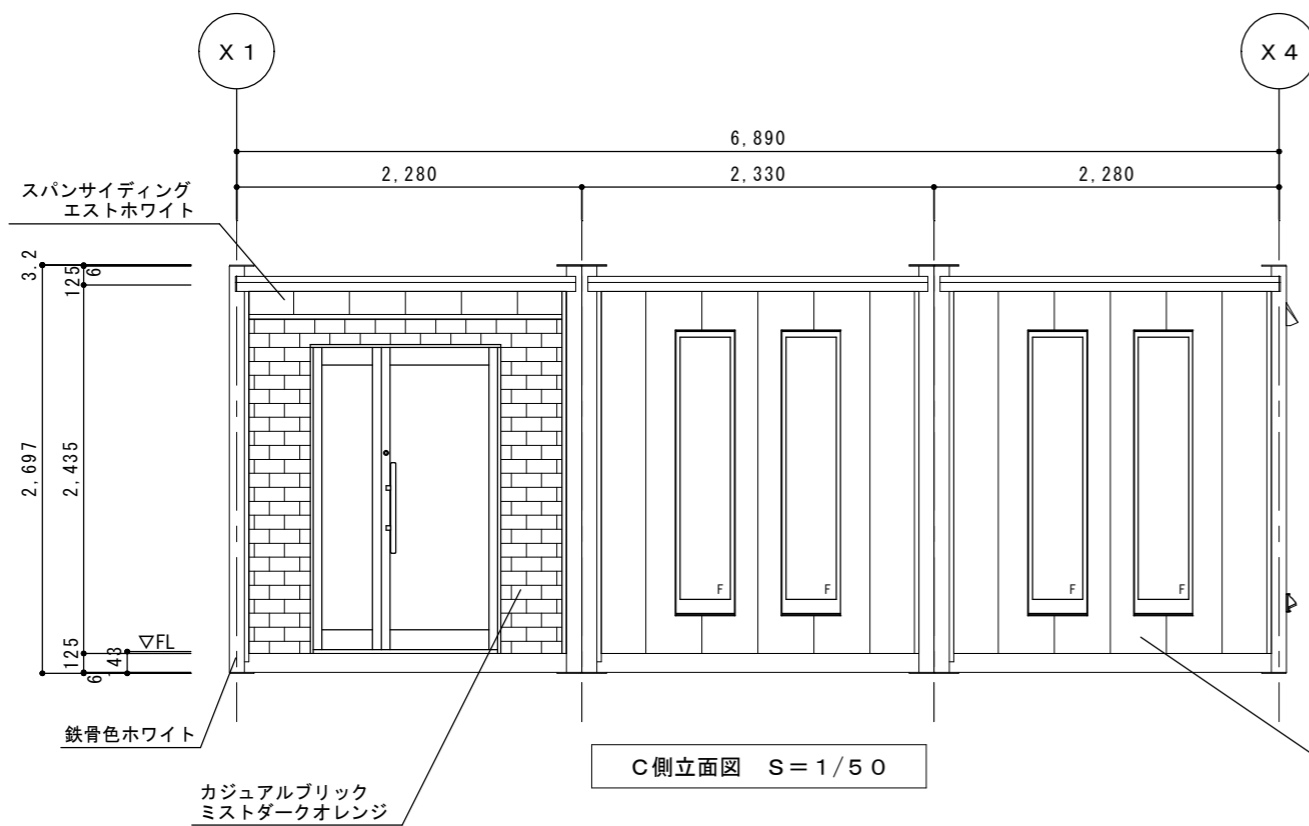 X 1
X 4
6,890
2,280
2,330
2,280
スパンサイディング
エストホワイト
3.2
6
125
2,697
2,435
▽FL
125
143
6
F
F
F
F
鉄骨色ホワイト
C側立面図 S=1/50
カジュアルブリック
ミストダークオレンジ